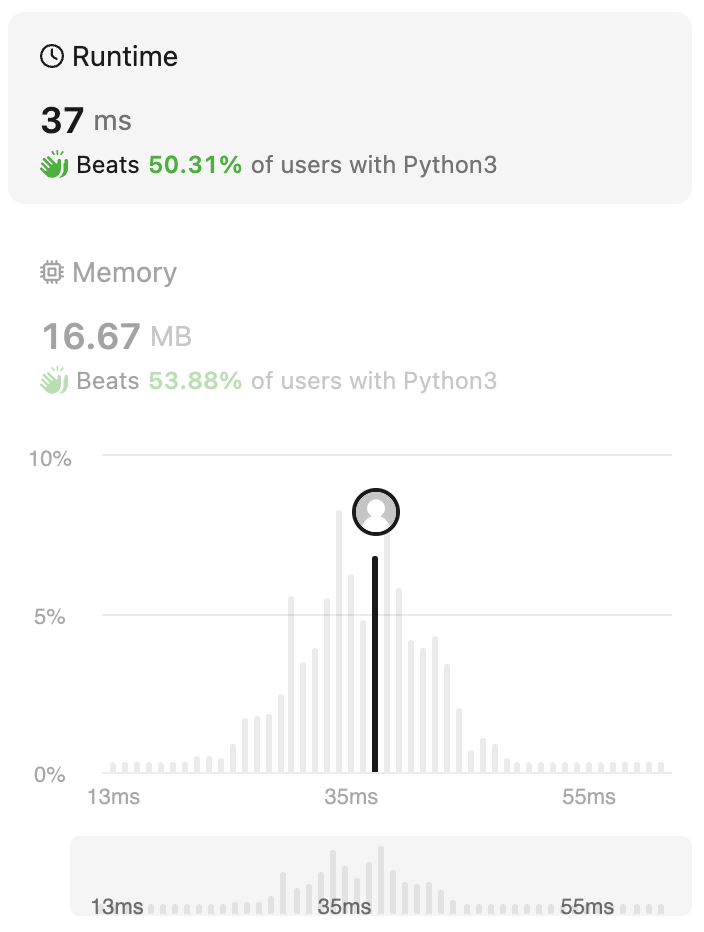 Runtime
37 ms
Beats 50.31% of users with Python3
Memory
16.67 MB
Beats 53.88% of users with Python3
10%
5%
0%
13ms 35ms 55ms
13ms 35ms 55ms